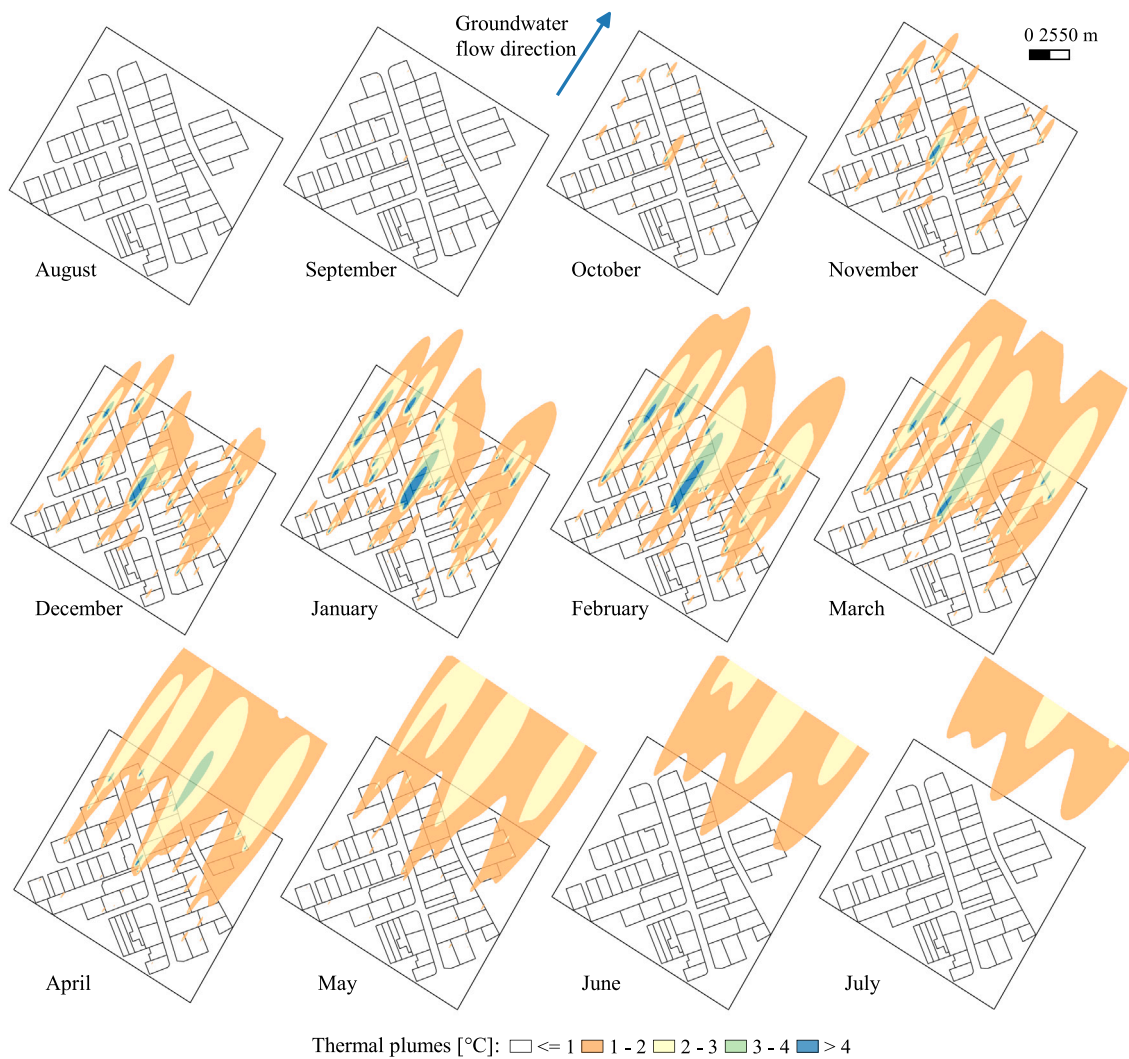 Groundwater
flow direction
0 2550 m
August
September
October
November
December
January
February
March
April
May
June
July
Thermal plumes [°C]: <= 1 1 - 2 2 - 3 3 - 4 > 4